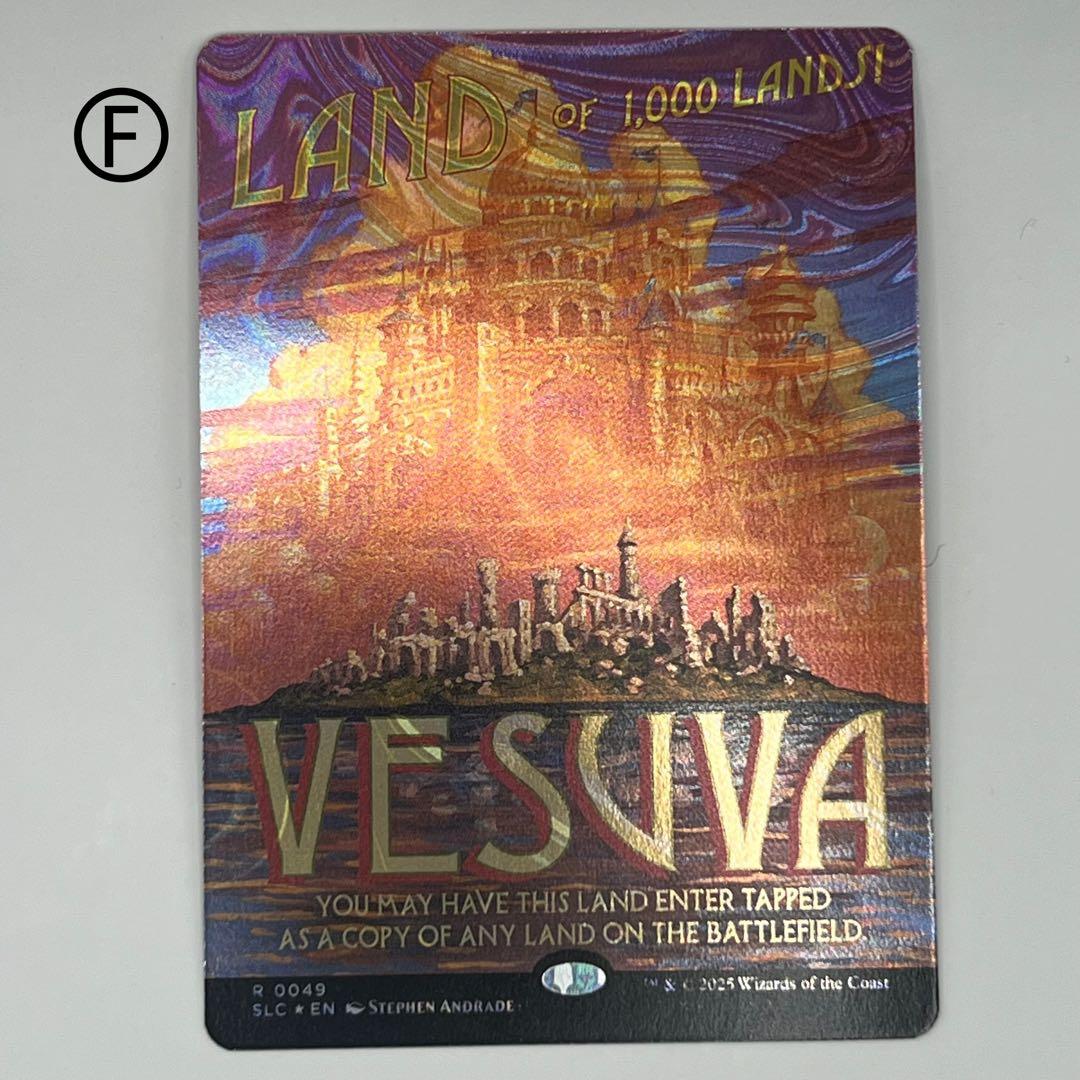 F
LAND OF 1,000 LANDS!
VESUVA
YOU MAY HAVE THIS LAND ENTER TAPPED
AS A COPY OF ANY LAND ON THE BATTLEFIELD.
R 0049
SLC ★ EN STEPHEN ANDRADE
™ & © 2025 Wizards of the Coast